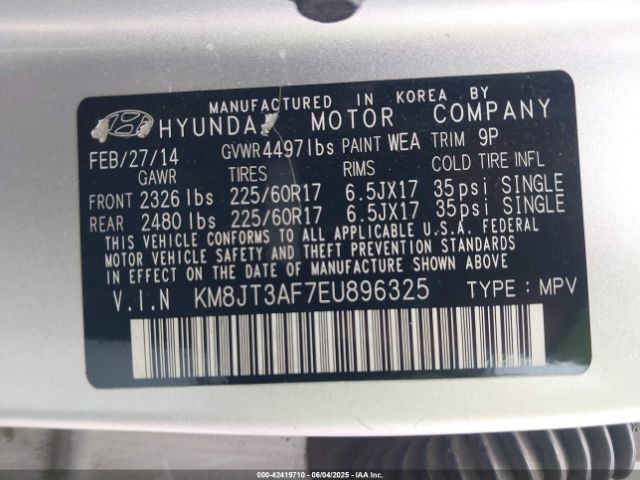 MANUFACTURED IN KOREA BY
HYUNDAI MOTOR COMPANY
FEB/27/14 GVWR 4497lbs PAINT WEA TRIM 9P
GAWR TIRES RIMS COLD TIRE INFL
FRONT 2326 lbs 225/60R17 6.5JX17 35psi SINGLE
REAR 2480 lbs 225/60R17 6.5JX17 35psi SINGLE
THIS VEHICLE CONFORMS TO ALL APPLICABLE U.S.A. FEDERAL
MOTOR VEHICLE SAFETY AND THEFT PREVENTION STANDARDS
IN EFFECT ON THE DATE OF MANUFACTURE SHOWN ABOVE.
V.I.N KM8JT3AF7EU896325 TYPE : MPV
000-42419710 | 06/04/2025 | IAA Inc.